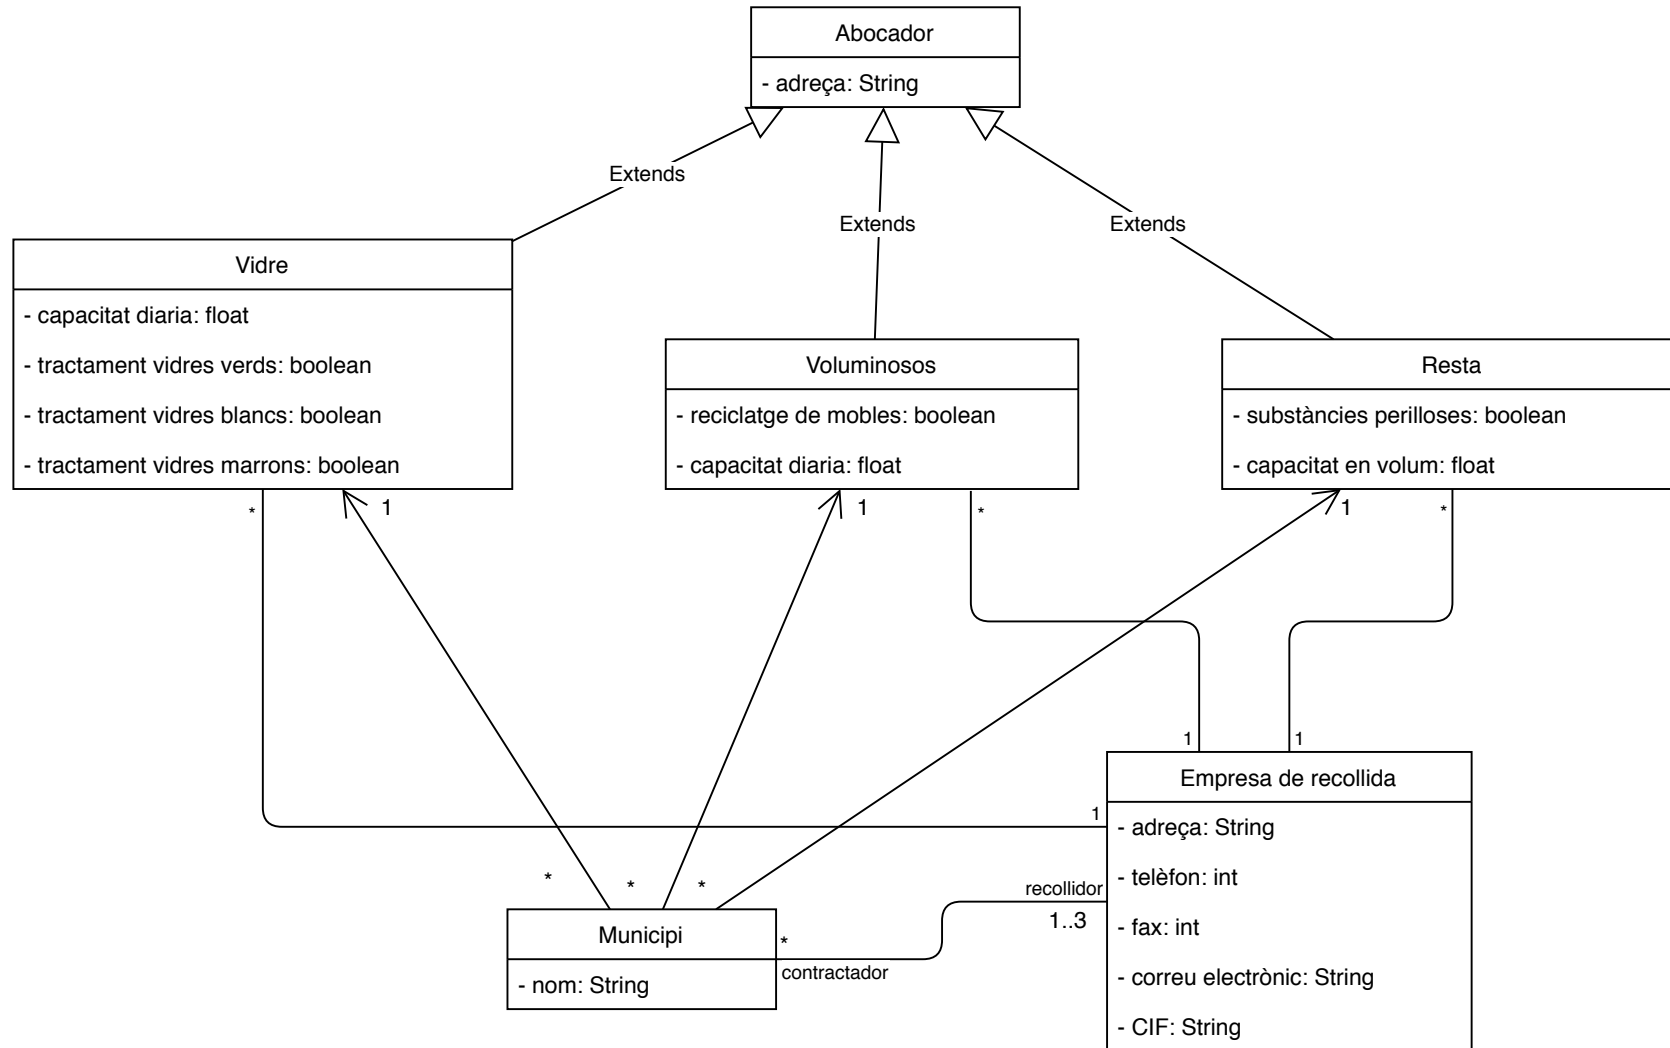 Abocador
- adreça: String
Extends
Extends
Extends
Vidre
- capacitat diaria: float
- tractament vidres verds: boolean
- tractament vidres blancs: boolean
- tractament vidres marrons: boolean
Voluminosos
- reciclatge de mobles: boolean
- capacitat diaria: float
Resta
- substàncies perilloses: boolean
- capacitat en volum: float
* 1
1 *
1 *
1 1
1
* * *
Empresa de recollida
- adreça: String
- telèfon: int
- fax: int
- correu electrònic: String
- CIF: String
recollidor
1..3
*
contractador
Municipi
- nom: String